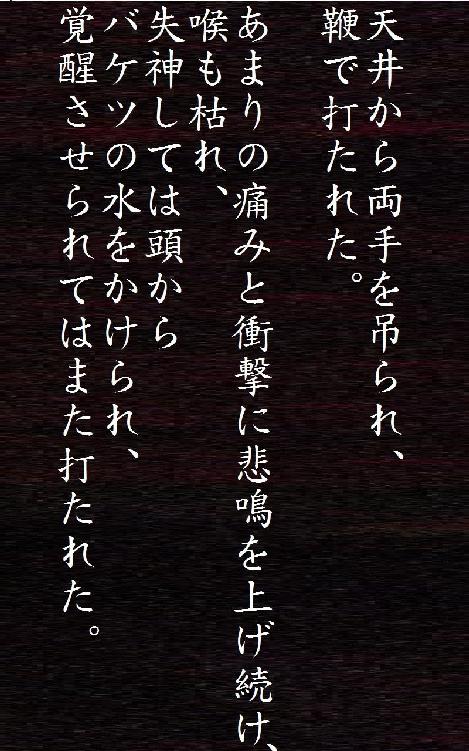 天井から両手を吊られ、
鞭で打たれた。
あまりの痛みと衝撃に悲鳴を上げ続け、
喉も枯れ、
失神しては頭から
バケツの水をかけられ、
覚醒させられてはまた打たれた。